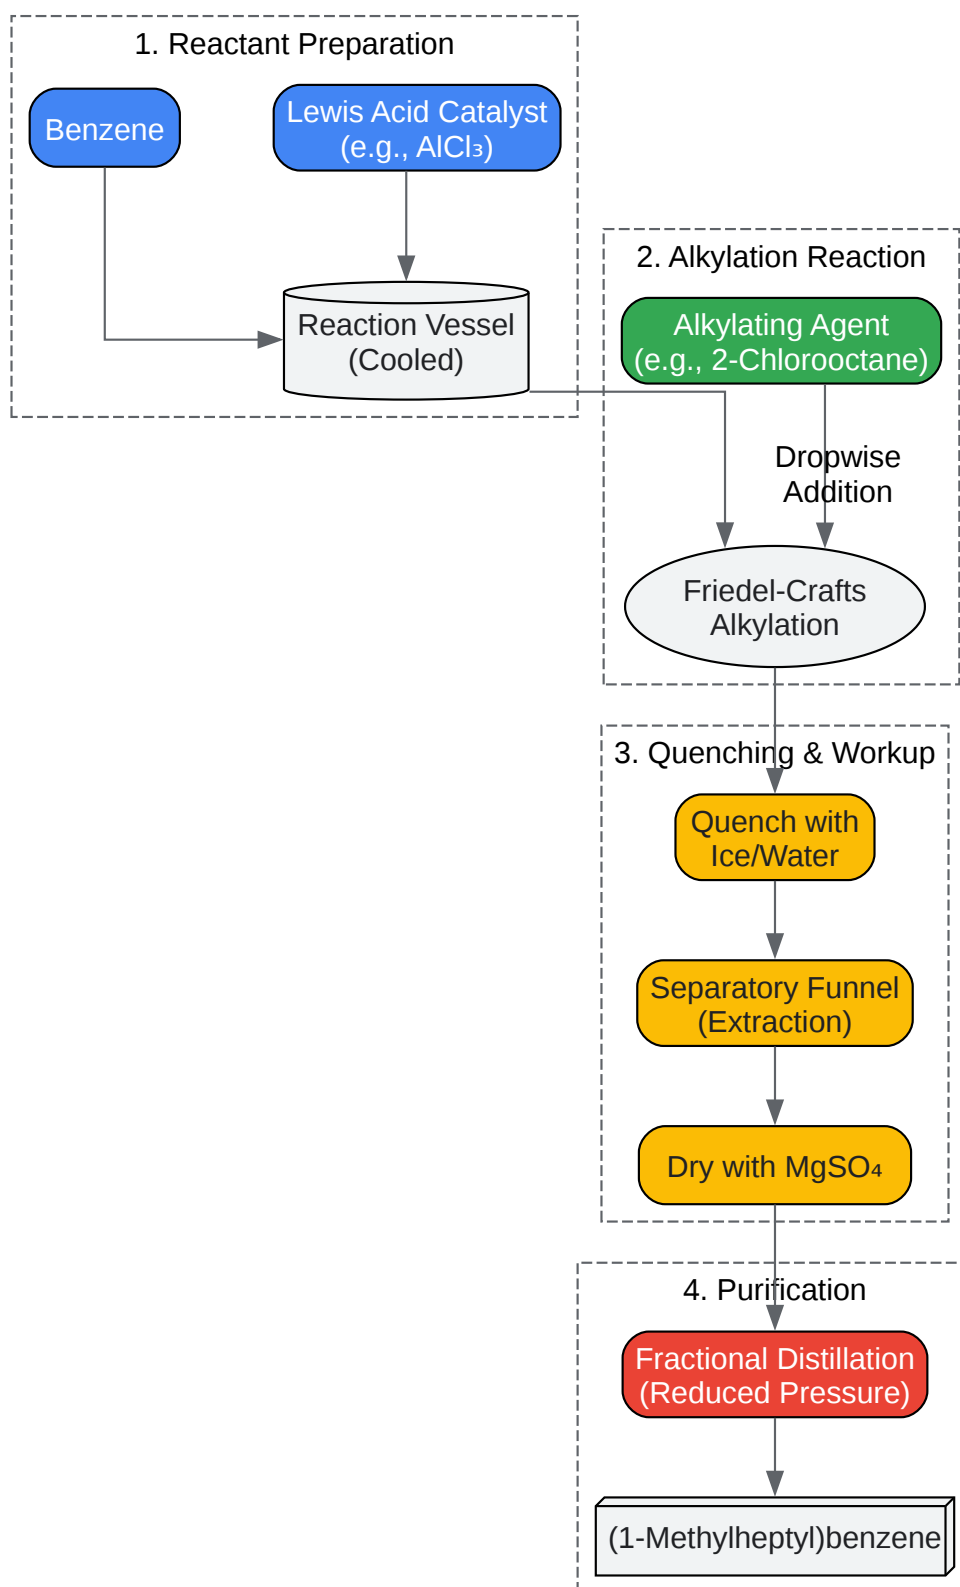 1. Reactant Preparation
Benzene
Lewis Acid Catalyst
(e.g., AlCl₃)
Reaction Vessel
(Cooled)
2. Alkylation Reaction
Alkylating Agent
(e.g., 2-Chlorooctane)
Dropwise
Addition
Friedel-Crafts
Alkylation
3. Quenching & Workup
Quench with
Ice/Water
Separatory Funnel
(Extraction)
Dry with MgSO₄
4. Purification
Fractional Distillation
(Reduced Pressure)
(1-Methylheptyl)benzene